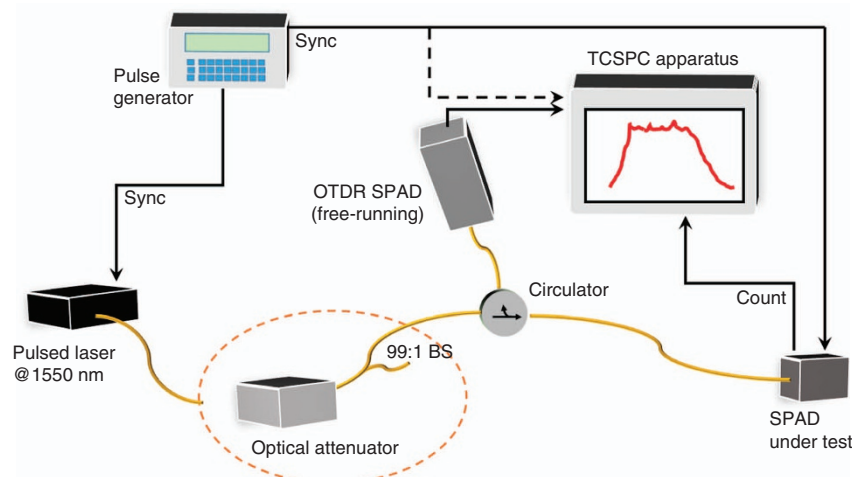 Sync
Pulse
generator
TCSPC apparatus
Sync
OTDR SPAD
(free-running)
Circulator
Count
Pulsed laser
@1550 nm
99:1 BS
Optical attenuator
SPAD
under test